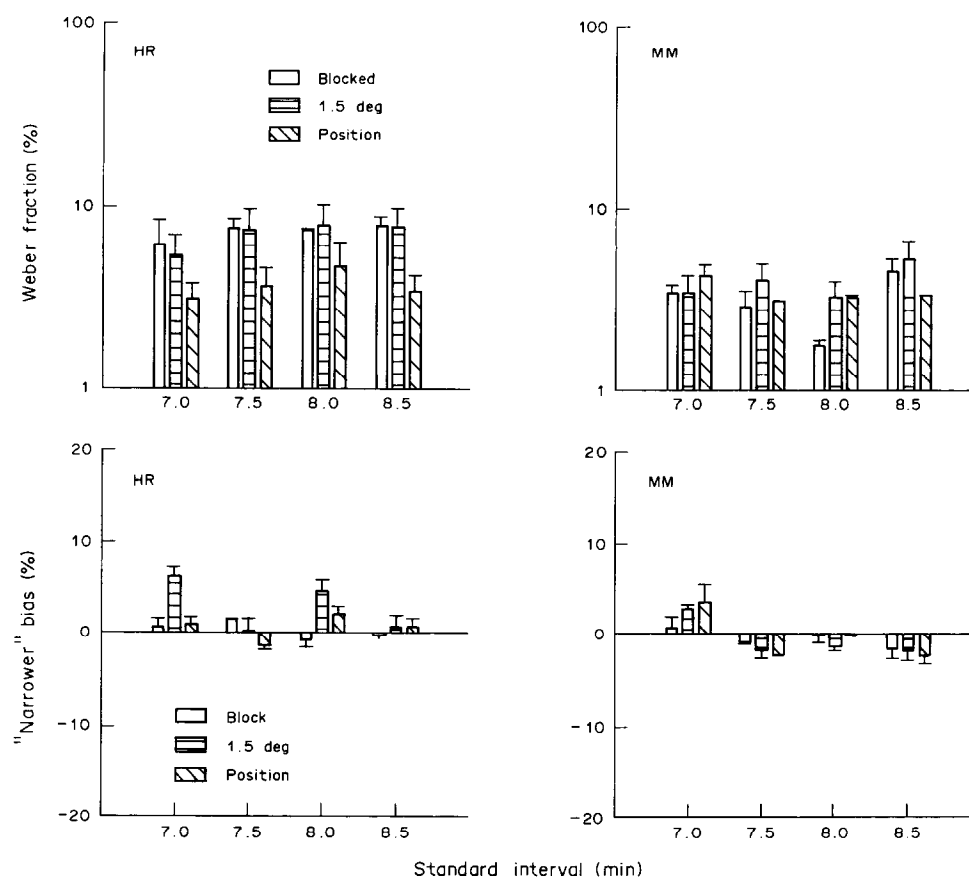 100
10
1
Weber fraction (%)
HR
Blocked
1.5 deg
Position
7.0 7.5 8.0 8.5
100
10
1
MM
7.0 7.5 8.0 8.5
20
10
0
-10
-20
"Narrower" bias (%)
HR
Block
1.5 deg
Position
7.0 7.5 8.0 8.5
20
10
0
-10
-20
MM
7.0 7.5 8.0 8.5
Standard interval (min)